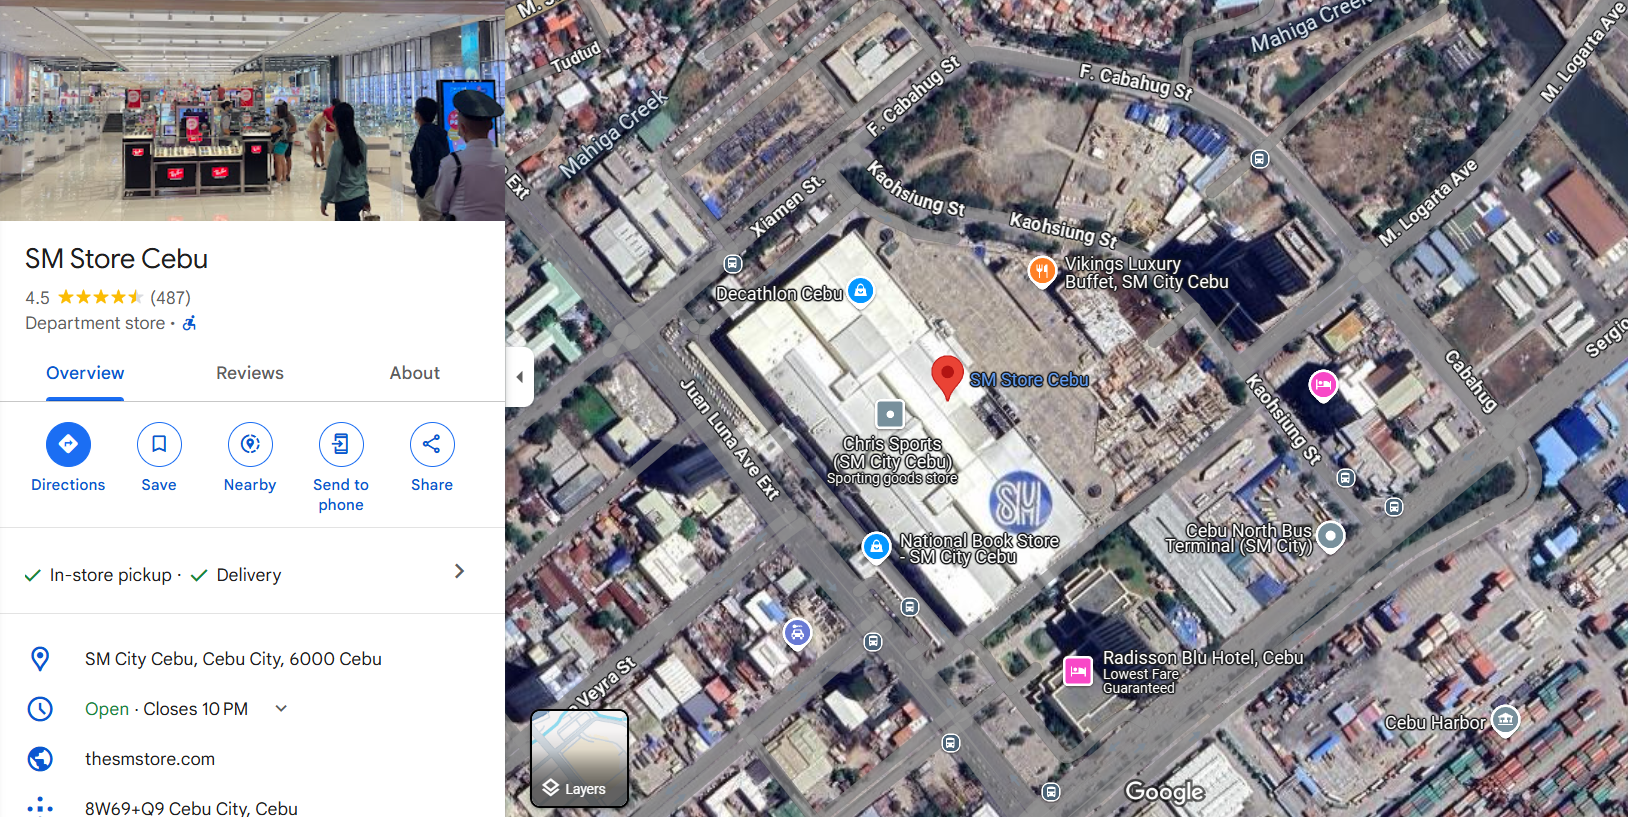 SM Store Cebu
4.5 (487)
Department store ·
Overview
Reviews
About
Directions
Save
Nearby
Send to
phone
Share
In-store pickup · Delivery
SM City Cebu, Cebu City, 6000 Cebu
Open · Closes 10 PM
thesmstore.com
8W69+Q9 Cebu City, Cebu
Tudtud
Mahiga Creek
Ext
F. Cabahug St
F. Cabahug St
Mahiga Creek
M. Logarta Ave
M. Logarta Ave
Xiamen St.
Kaohsiung St
Kaohsiung St
Vikings Luxury
Buffet, SM City Cebu
Decathlon Cebu
SM Store Cebu
Chris Sports
(SM City Cebu)
Sporting goods store
Juan Luna Ave Ext
SM
National Book Store
- SM City Cebu
Kaohsiung St
Cabahug
Sergio
Cebu North Bus
Terminal (SM City)
Radisson Blu Hotel, Cebu
Lowest Fare
Guaranteed
Cebu Harbor
Veyra St
Layers
Google